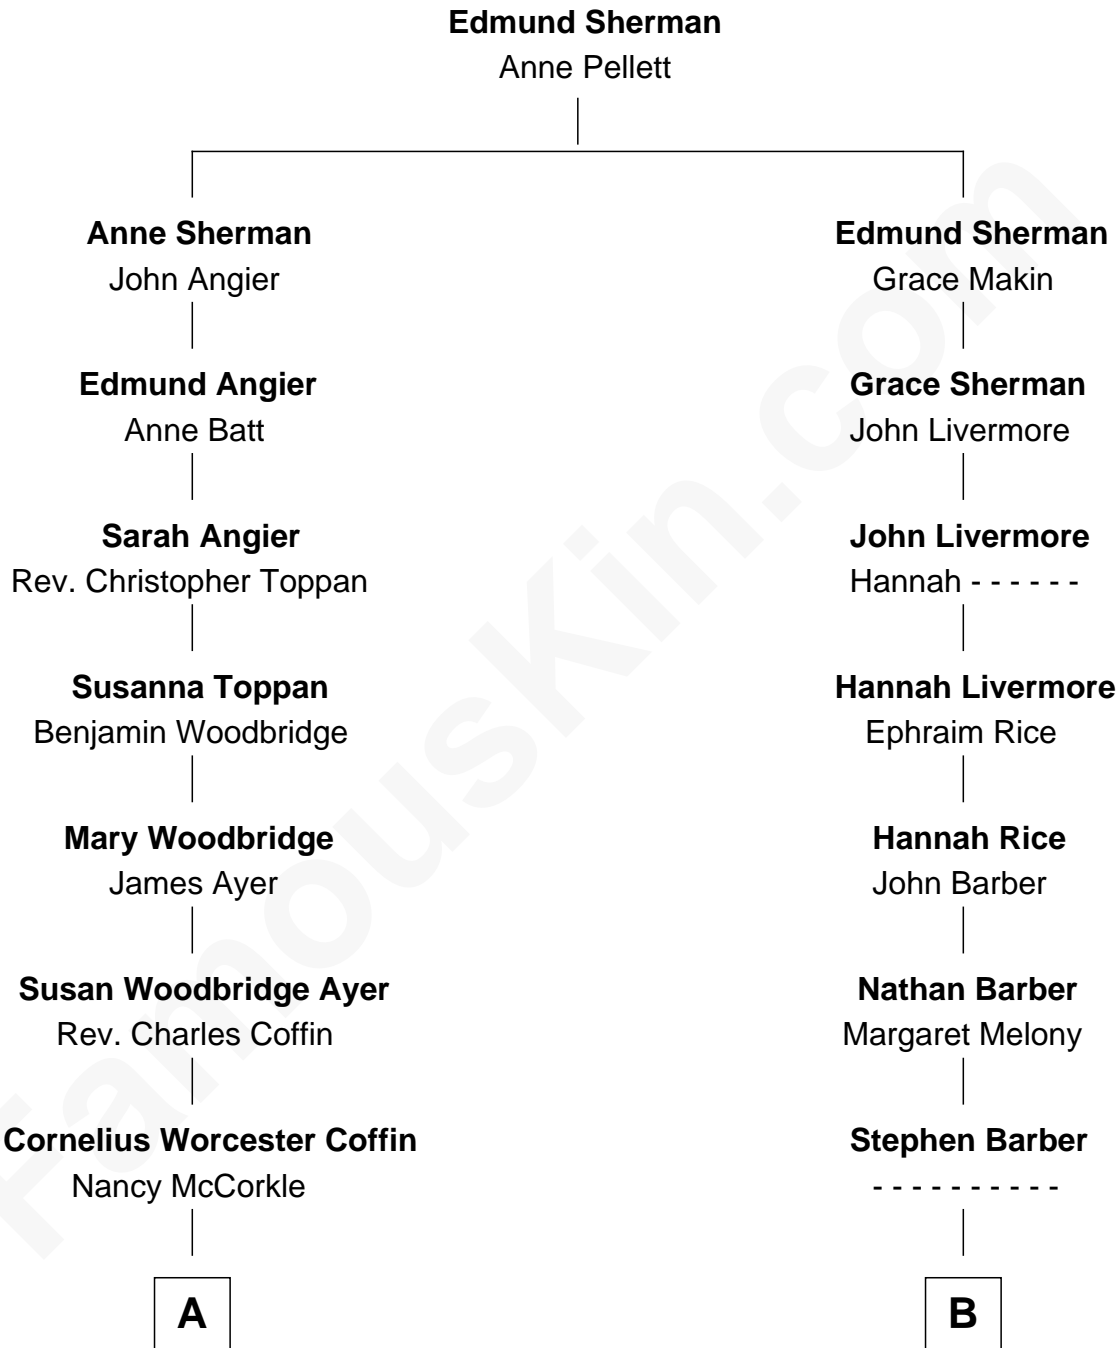 Edmund Sherman
Anne Pellett
Anne Sherman
John Angier
Edmund Sherman
Grace Makin
Edmund Angier
Anne Batt
Grace Sherman
John Livermore
Sarah Angier
Rev. Christopher Toppan
John Livermore
Hannah - - - - - -
Susanna Toppan
Benjamin Woodbridge
Hannah Livermore
Ephraim Rice
Mary Woodbridge
James Ayer
Hannah Rice
John Barber
Susan Woodbridge Ayer
Rev. Charles Coffin
Nathan Barber
Margaret Melony
Cornelius Worcester Coffin
Nancy McCorkle
Stephen Barber
- - - - - - - - - -
A
B
FamousKin.com